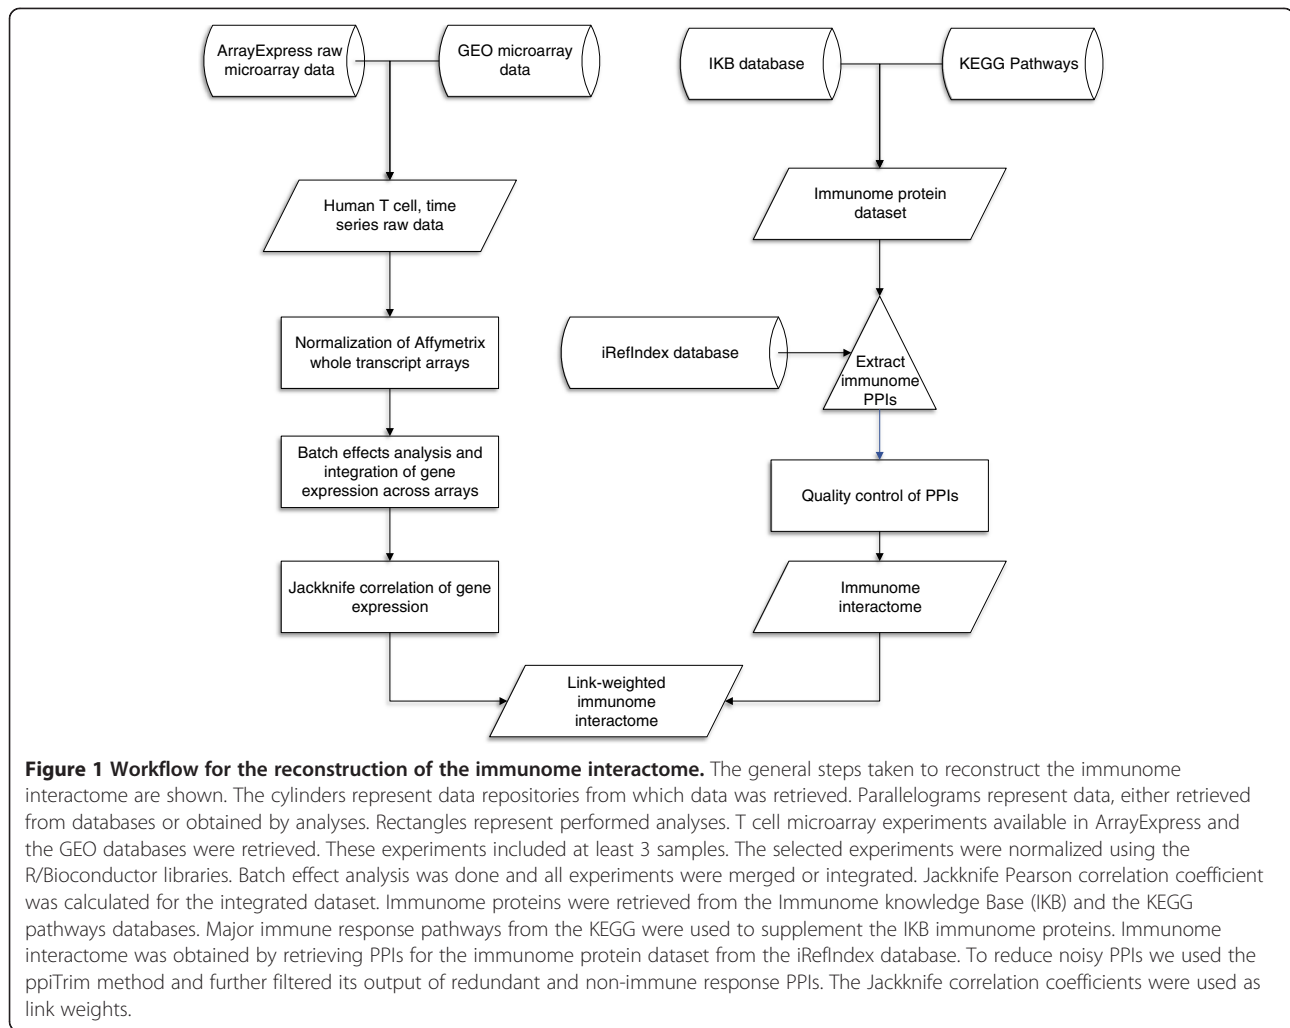 ArrayExpress raw
microarray data
GEO microarray
data
IKB database
KEGG Pathways
Human T cell, time
series raw data
Immunome protein
dataset
Normalization of Affymetrix
whole transcript arrays
iRefIndex database
Extract
immunome
PPIs
Batch effects analysis and
integration of gene
expression across arrays
Quality control of PPIs
Jackknife correlation of gene
expression
Immunome
interactome
Link-weighted
immunome
interactome
Figure 1 Workflow for the reconstruction of the immunome interactome. The general steps taken to reconstruct the immunome
interactome are shown. The cylinders represent data repositories from which data was retrieved. Parallelograms represent data, either retrieved
from databases or obtained by analyses. Rectangles represent performed analyses. T cell microarray experiments available in ArrayExpress and
the GEO databases were retrieved. These experiments included at least 3 samples. The selected experiments were normalized using the
R/Bioconductor libraries. Batch effect analysis was done and all experiments were merged or integrated. Jackknife Pearson correlation coefficient
was calculated for the integrated dataset. Immunome proteins were retrieved from the Immunome knowledge Base (IKB) and the KEGG
pathways databases. Major immune response pathways from the KEGG were used to supplement the IKB immunome proteins. Immunome
interactome was obtained by retrieving PPIs for the immunome protein dataset from the iRefIndex database. To reduce noisy PPIs we used the
ppiTrim method and further filtered its output of redundant and non-immune response PPIs. The Jackknife correlation coefficients were used as
link weights.